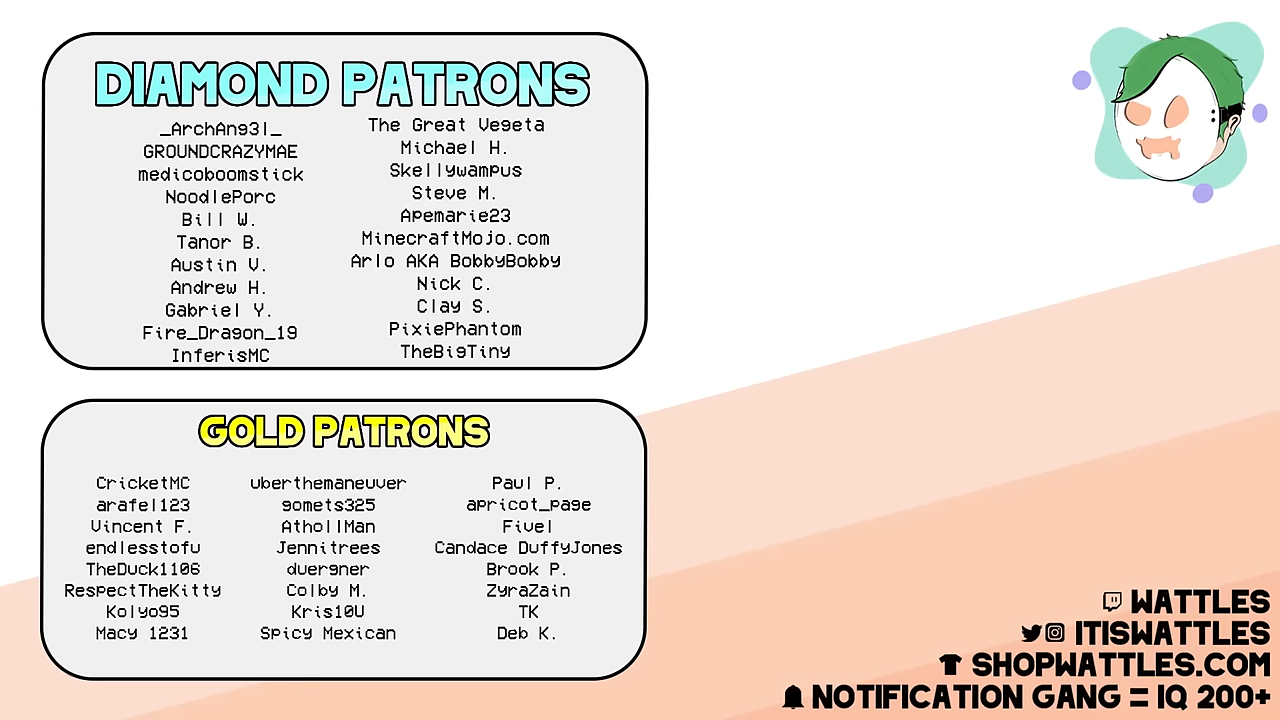 DIAMOND PATRONS
_ArchAng3l_
GROUNDCRAZYMAE
medicoboomstick
NoodlePorc
Bill W.
Tanor B.
Austin V.
Andrew H.
Gabriel Y.
Fire_Dragon_19
InferisMC
The Great Vegeta
Michael H.
Skellywampus
Steve M.
Apemarie23
MinecraftMojo.com
Arlo AKA BobbyBobby
Nick C.
Clay S.
PixiePhantom
TheBigTiny
GOLD PATRONS
CricketMC
arafel123
Vincent F.
endlesstofu
TheDuck1106
RespectTheKitty
Kolyo95
Macy 1231
uberthemaneuver
gomets325
AthollMan
Jennitrees
duergner
Colby M.
Kris10U
Spicy Mexican
Paul P.
apricot_page
Fivel
Candace DuffyJones
Brook P.
ZyraZain
TK
Deb K.
WATTLES
ITISWATTLES
SHOPWATTLES.COM
NOTIFICATION GANG = IQ 200+